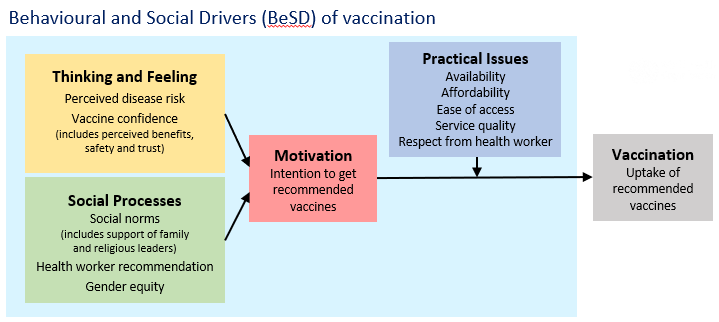 Behavioural and Social Drivers (BeSD) of vaccination
Thinking and Feeling
Perceived disease risk
Vaccine confidence
(includes perceived benefits,
safety and trust)
Social Processes
Social norms
(includes support of family
and religious leaders)
Health worker recommendation
Gender equity
Motivation
Intention to get
recommended
vaccines
Practical Issues
Availability
Affordability
Ease of access
Service quality
Respect from health worker
Vaccination
Uptake of
recommended
vaccines